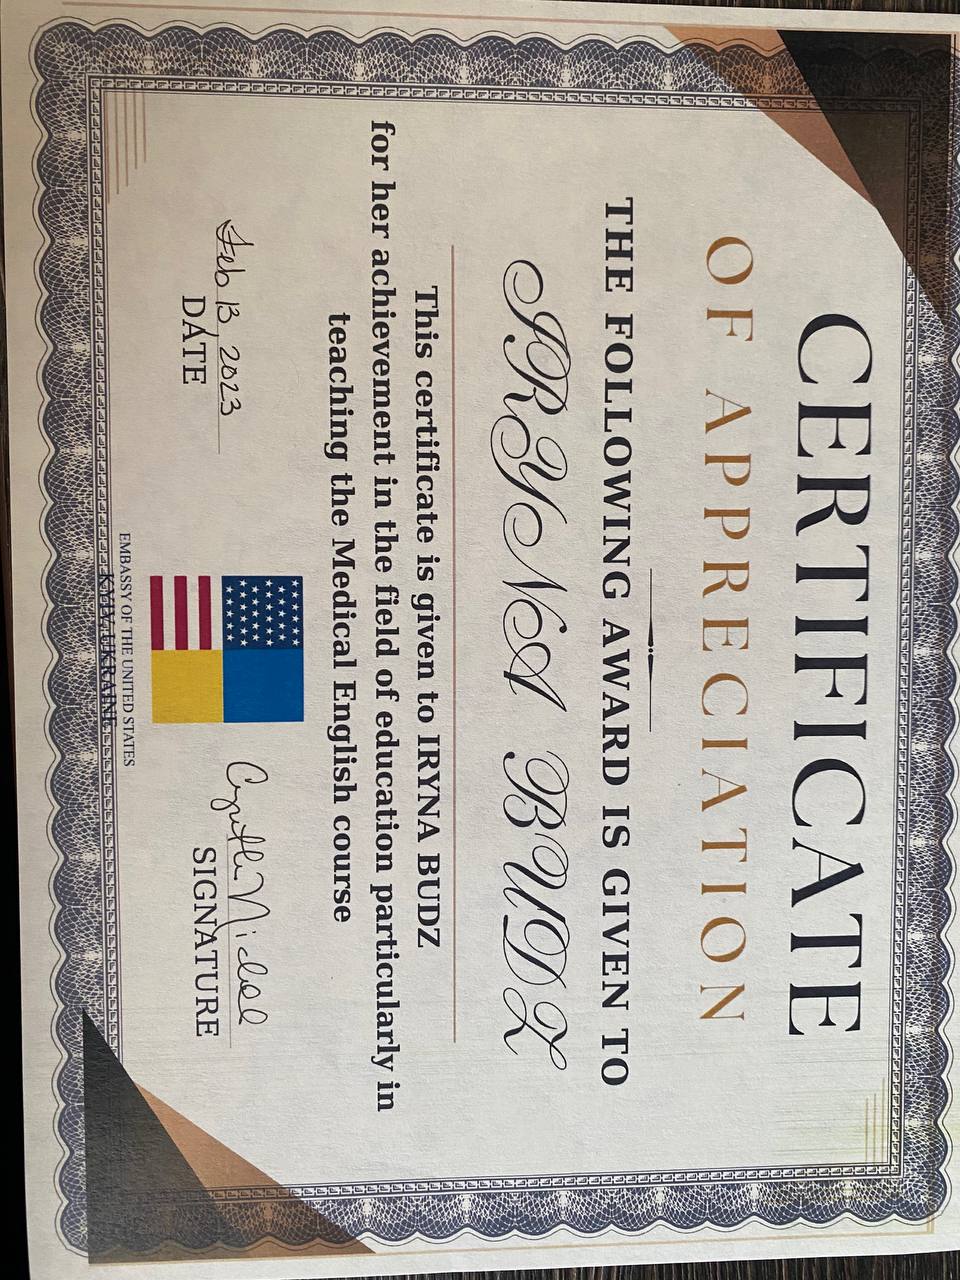 CERTIFICATE
OF APPRECIATION
THE FOLLOWING AWARD IS GIVEN TO
IRYNA BUDZ
This certificate is given to IRYNA BUDZ
for her achievement in the field of education particularly in
teaching the Medical English course
Feb 13, 2023
DATE
SIGNATURE
EMBASSY OF THE UNITED STATES
KYIV, UKRAINE